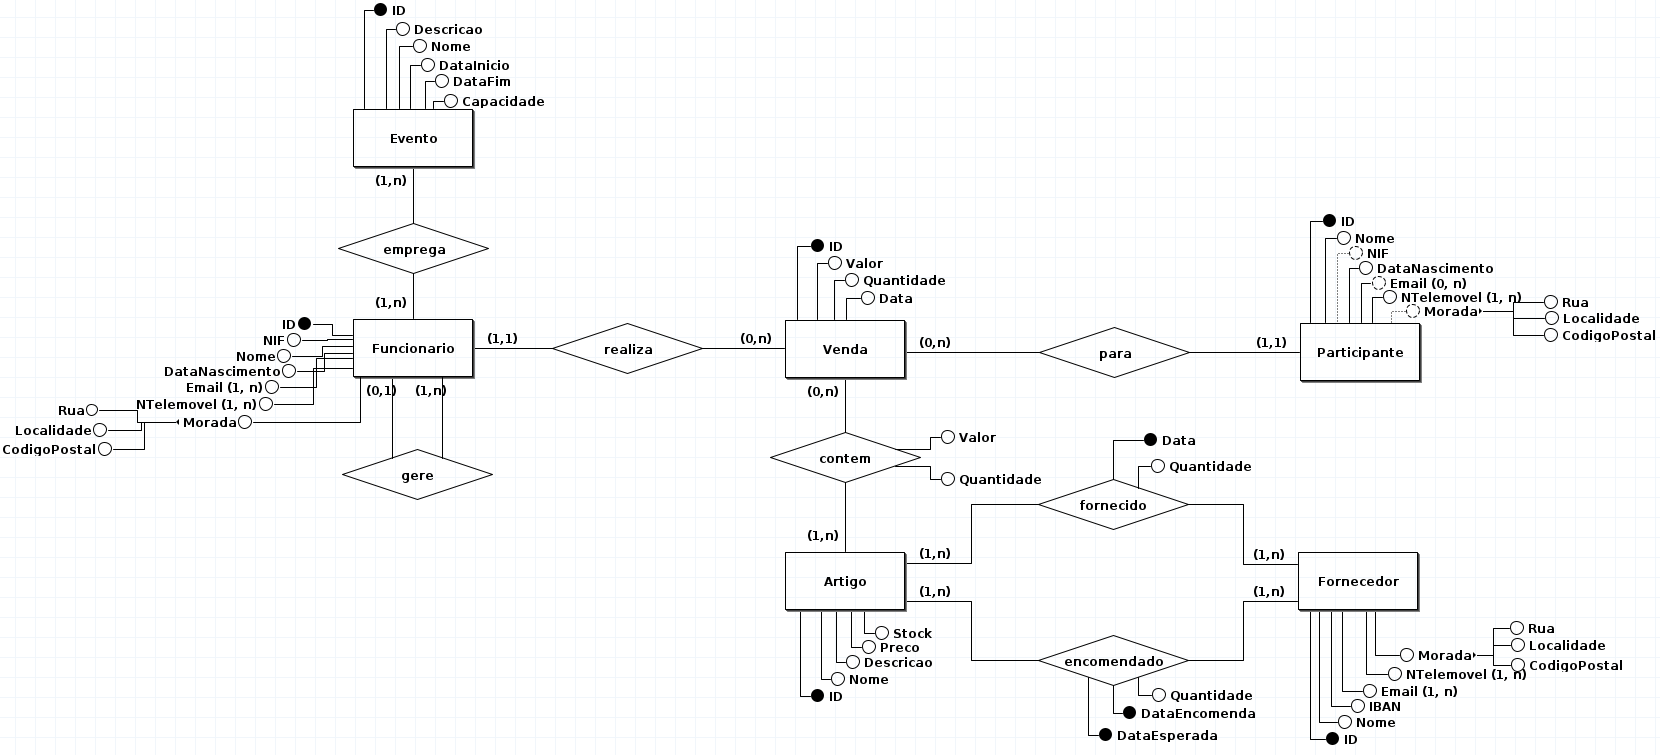 ID
Descricao
Nome
DataInicio
DataFim
Capacidade
Evento
(1,n)
emprega
(1,n)
ID
NIF
Nome
DataNascimento
Email (1, n)
NTelemovel (1, n)
Morada
Rua
Localidade
CodigoPostal
Funcionario
(0,1)
(1,n)
gere
(1,1)
realiza
(0,n)
ID
Valor
Quantidade
Data
Venda
(0,n)
para
(1,1)
ID
Nome
NIF
DataNascimento
Email (0, n)
NTelemovel (1, n)
Morada
Rua
Localidade
CodigoPostal
Participante
(0,n)
contem
Valor
Quantidade
(1,n)
Artigo
Stock
Preco
Descricao
Nome
ID
(1,n)
fornecido
Data
Quantidade
(1,n)
(1,n)
encomendado
Quantidade
DataEncomenda
DataEsperada
(1,n)
Fornecedor
Morada
Rua
Localidade
CodigoPostal
NTelemovel (1, n)
Email (1, n)
IBAN
Nome
ID